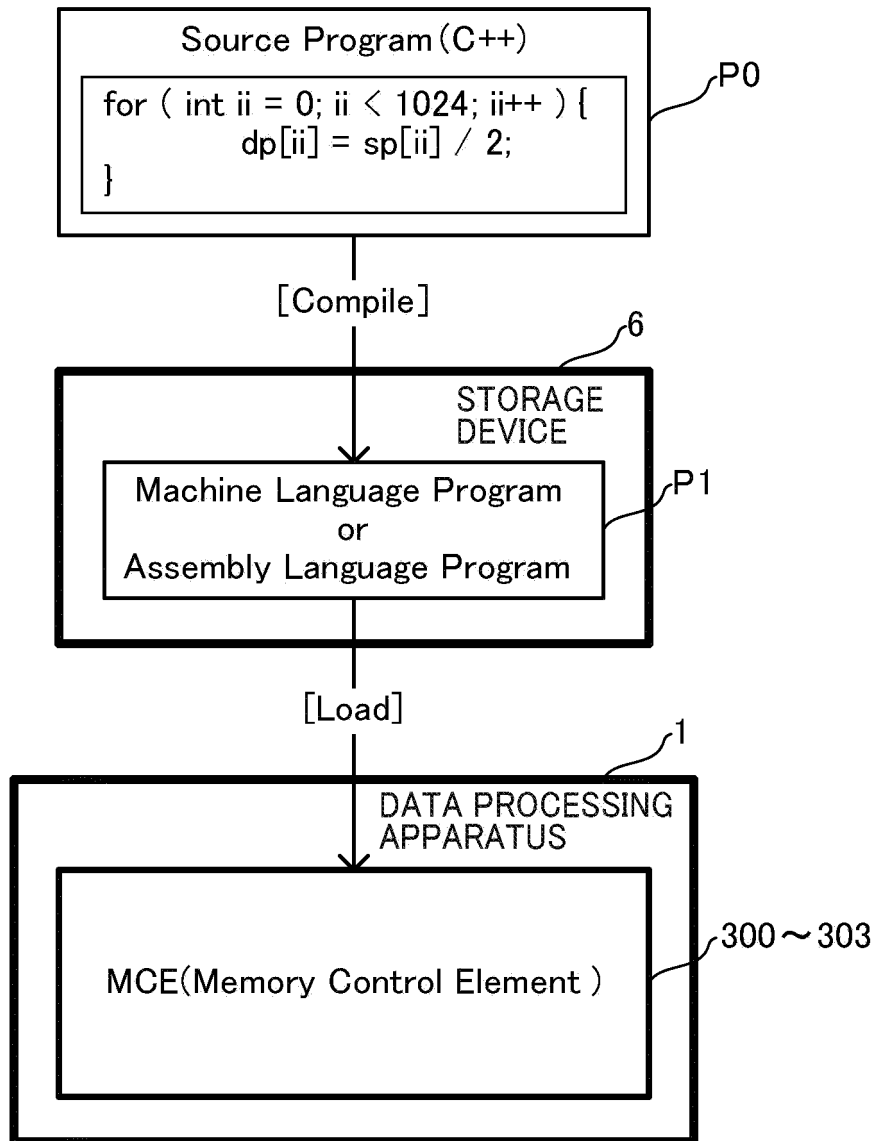 Source Program(C++)
P0
for ( int ii = 0; ii < 1024; ii++ ) {
dp[ii] = sp[ii] / 2;
}
[Compile]
6
STORAGE
DEVICE
Machine Language Program
or
Assembly Language Program
P1
[Load]
1
DATA PROCESSING
APPARATUS
MCE(Memory Control Element )
300～303